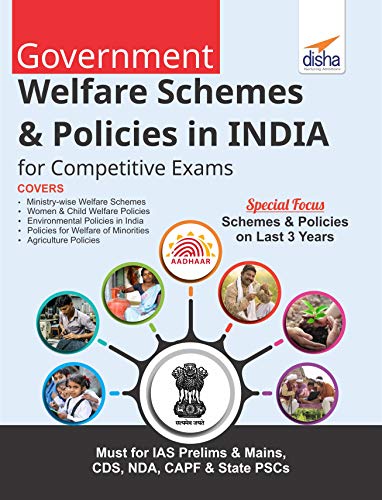 Government
disha
Nurturing Ambitions
Welfare Schemes
& Policies in INDIA
for Competitive Exams
COVERS
• Ministry-wise Welfare Schemes
• Women & Child Welfare Policies
• Environmental Policies in India
• Policies for Welfare of Minorities
• Agriculture Policies
Special Focus
Schemes & Policies
on Last 3 Years
AADHAAR
सत्यमेव जयते
Must for IAS Prelims & Mains,
CDS, NDA, CAPF & State PSCs